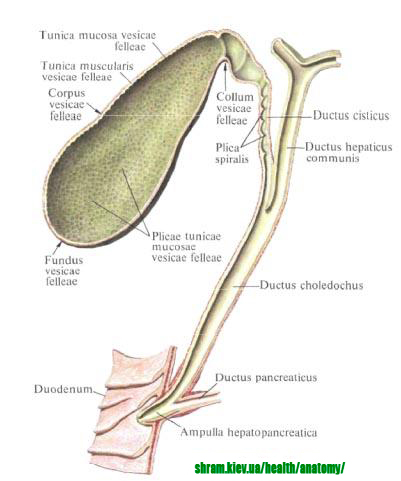 Tunica mucosa vesicae
felleae
Tunica muscularis
vesicae felleae
Corpus
vesicae
felleae
Collum
vesicae
felleae
Ductus cisticus
Plica
spiralis
Ductus hepaticus
communis
Plicae tunicae
mucosae
vesicae felleae
Fundus
vesicae
felleae
Ductus choledochus
Ductus pancreaticus
Duodenum
Ampulla hepatopancreatica
shram.kiev.ua/health/anatomy/